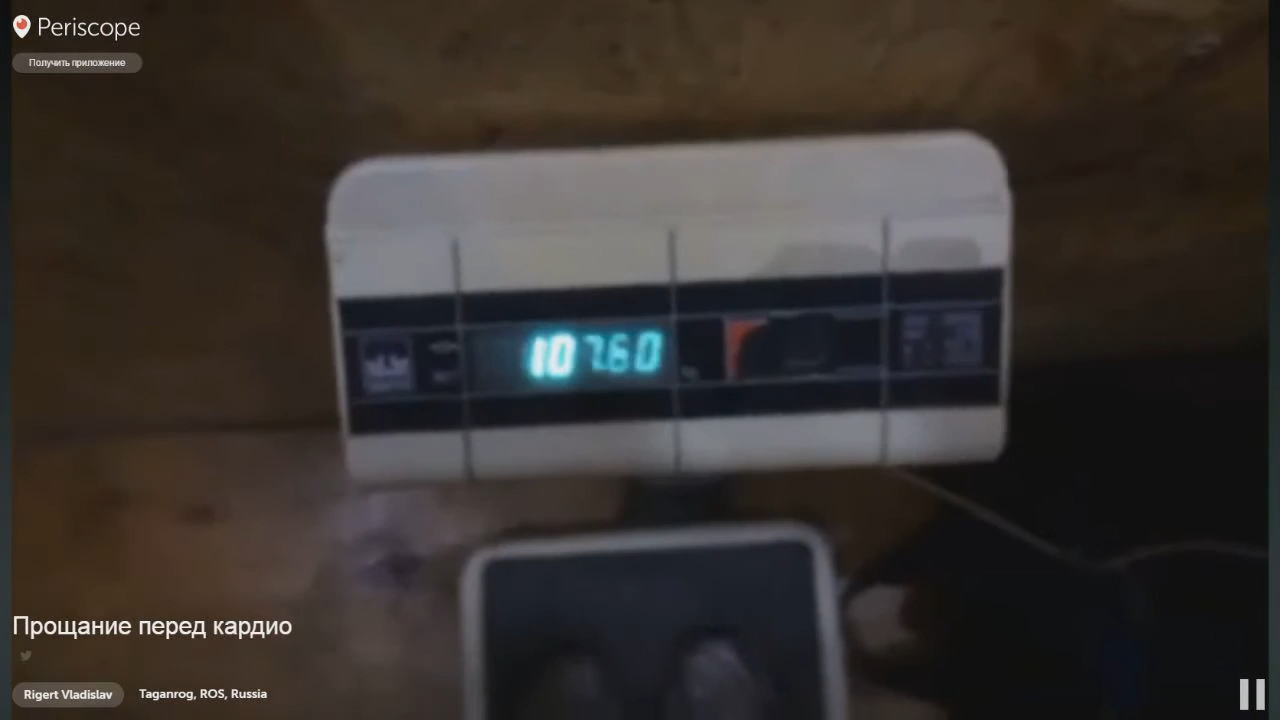 Periscope
Получить приложение
107.60
Прощание перед кардио
Rigert Vladislav
Taganrog, ROS, Russia